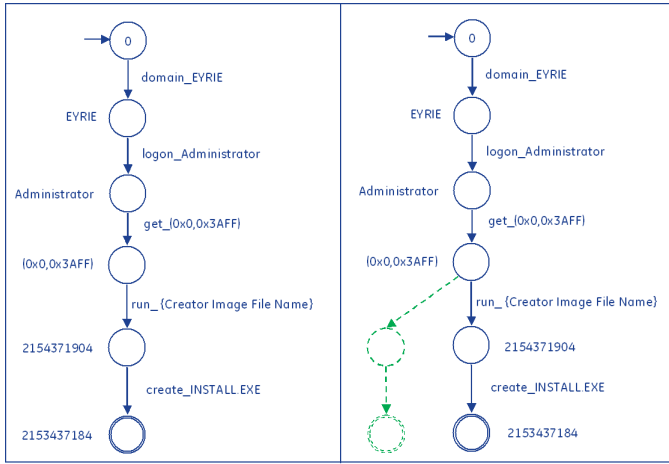 0
domain_EYRIE
EYRIE
logon_Administrator
Administrator
get_(0x0,0x3AFF)
(0x0,0x3AFF)
run_{Creator Image File Name}
2154371904
create_INSTALL.EXE
2153437184
0
domain_EYRIE
EYRIE
logon_Administrator
Administrator
get_(0x0,0x3AFF)
(0x0,0x3AFF)
run_{Creator Image File Name}
2154371904
create_INSTALL.EXE
2153437184